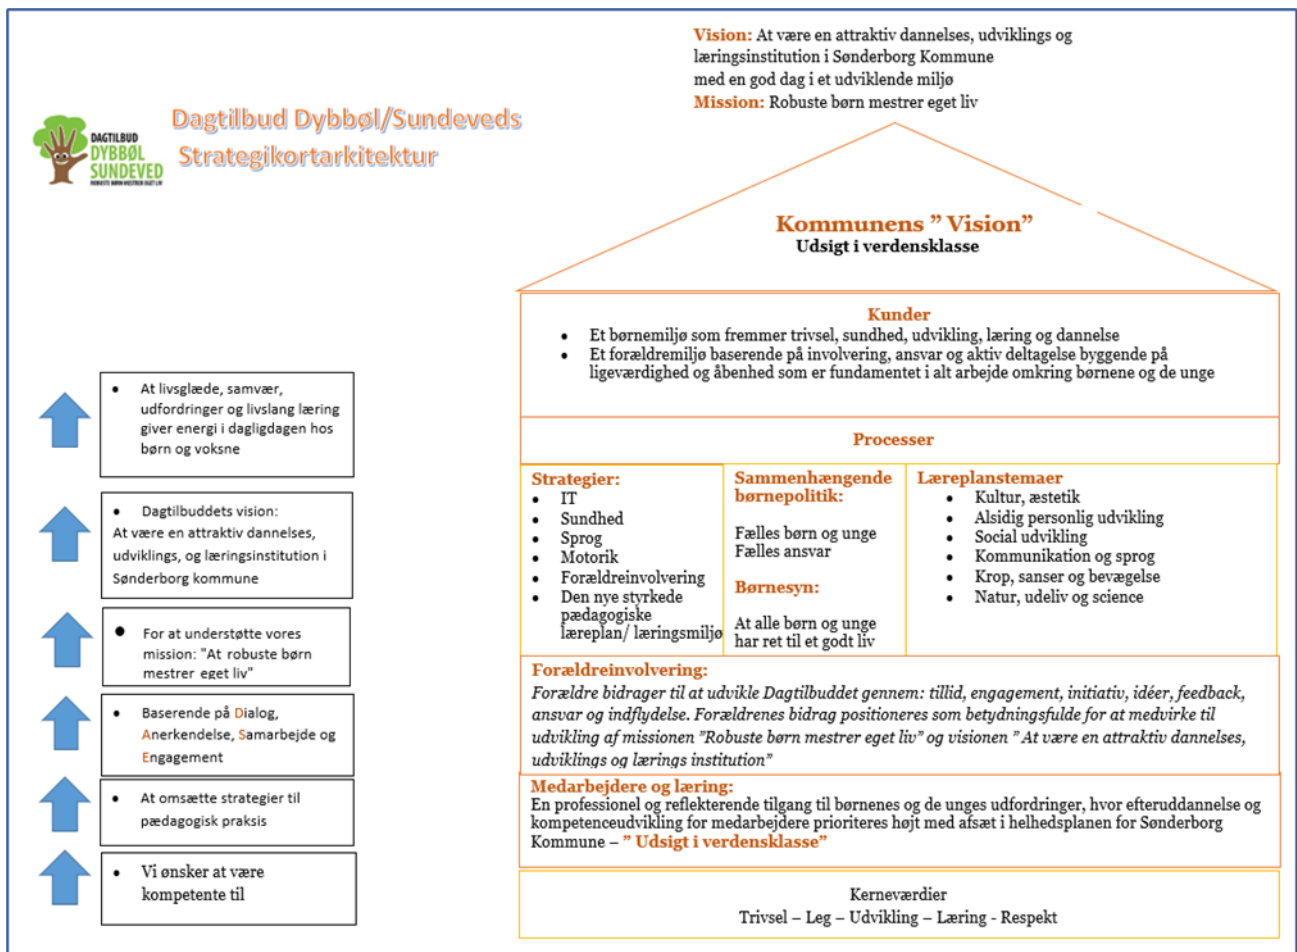 Vision: At være en attraktiv dannelses, udviklings og
læringsinstitution i Sønderborg Kommune
med en god dag i et udviklende miljø
Mission: Robuste børn mestrer eget liv
DAGTILBUD
DYBBØL
SUNDEVED
ROBUSTE BØRN MESTRER EGET LIV
Dagtilbud Dybbøl/Sundeveds
Strategikortarkitektur
Kommunens ” Vision”
Udsigt i verdensklasse
Kunder
• Et børnemiljø som fremmer trivsel, sundhed, udvikling, læring og dannelse
• Et forældremiljø baserende på involvering, ansvar og aktiv deltagelse byggende på
ligeværdighed og åbenhed som er fundamentet i alt arbejde omkring børnene og de unge
Processer
Strategier:
• IT
• Sundhed
• Sprog
• Motorik
• Forældreinvolvering
• Den nye styrkede
pædagogiske
læreplan/ læringsmiljø
Sammenhængende
børnepolitik:
Fælles børn og unge
Fælles ansvar
Børnesyn:
At alle børn og unge
har ret til et godt liv
Læreplanstemaer
• Kultur, æstetik
• Alsidig personlig udvikling
• Social udvikling
• Kommunikation og sprog
• Krop, sanser og bevægelse
• Natur, udeliv og science
Forældreinvolvering:
Forældre bidrager til at udvikle Dagtilbuddet gennem: tillid, engagement, initiativ, idéer, feedback,
ansvar og indflydelse. Forældrenes bidrag positioneres som betydningsfulde for at medvirke til
udvikling af missionen ”Robuste børn mestrer eget liv” og visionen ” At være en attraktiv dannelses,
udviklings og lærings institution”
Medarbejdere og læring:
En professionel og reflekterende tilgang til børnenes og de unges udfordringer, hvor efteruddannelse og
kompetenceudvikling for medarbejdere prioriteres højt med afsæt i helhedsplanen for Sønderborg
Kommune – ” Udsigt i verdensklasse”
Kerneværdier
Trivsel – Leg – Udvikling – Læring - Respekt
• At livsglæde, samvær,
udfordringer og livslang læring
giver energi i dagligdagen hos
børn og voksne
• Dagtilbuddets vision:
At være en attraktiv dannelses,
udviklings, og læringsinstitution i
Sønderborg kommune
• For at understøtte vores
mission: "At robuste børn
mestrer eget liv"
• Baserende på Dialog,
Anerkendelse, Samarbejde og
Engagement
• At omsætte strategier til
pædagogisk praksis
• Vi ønsker at være
kompetente til